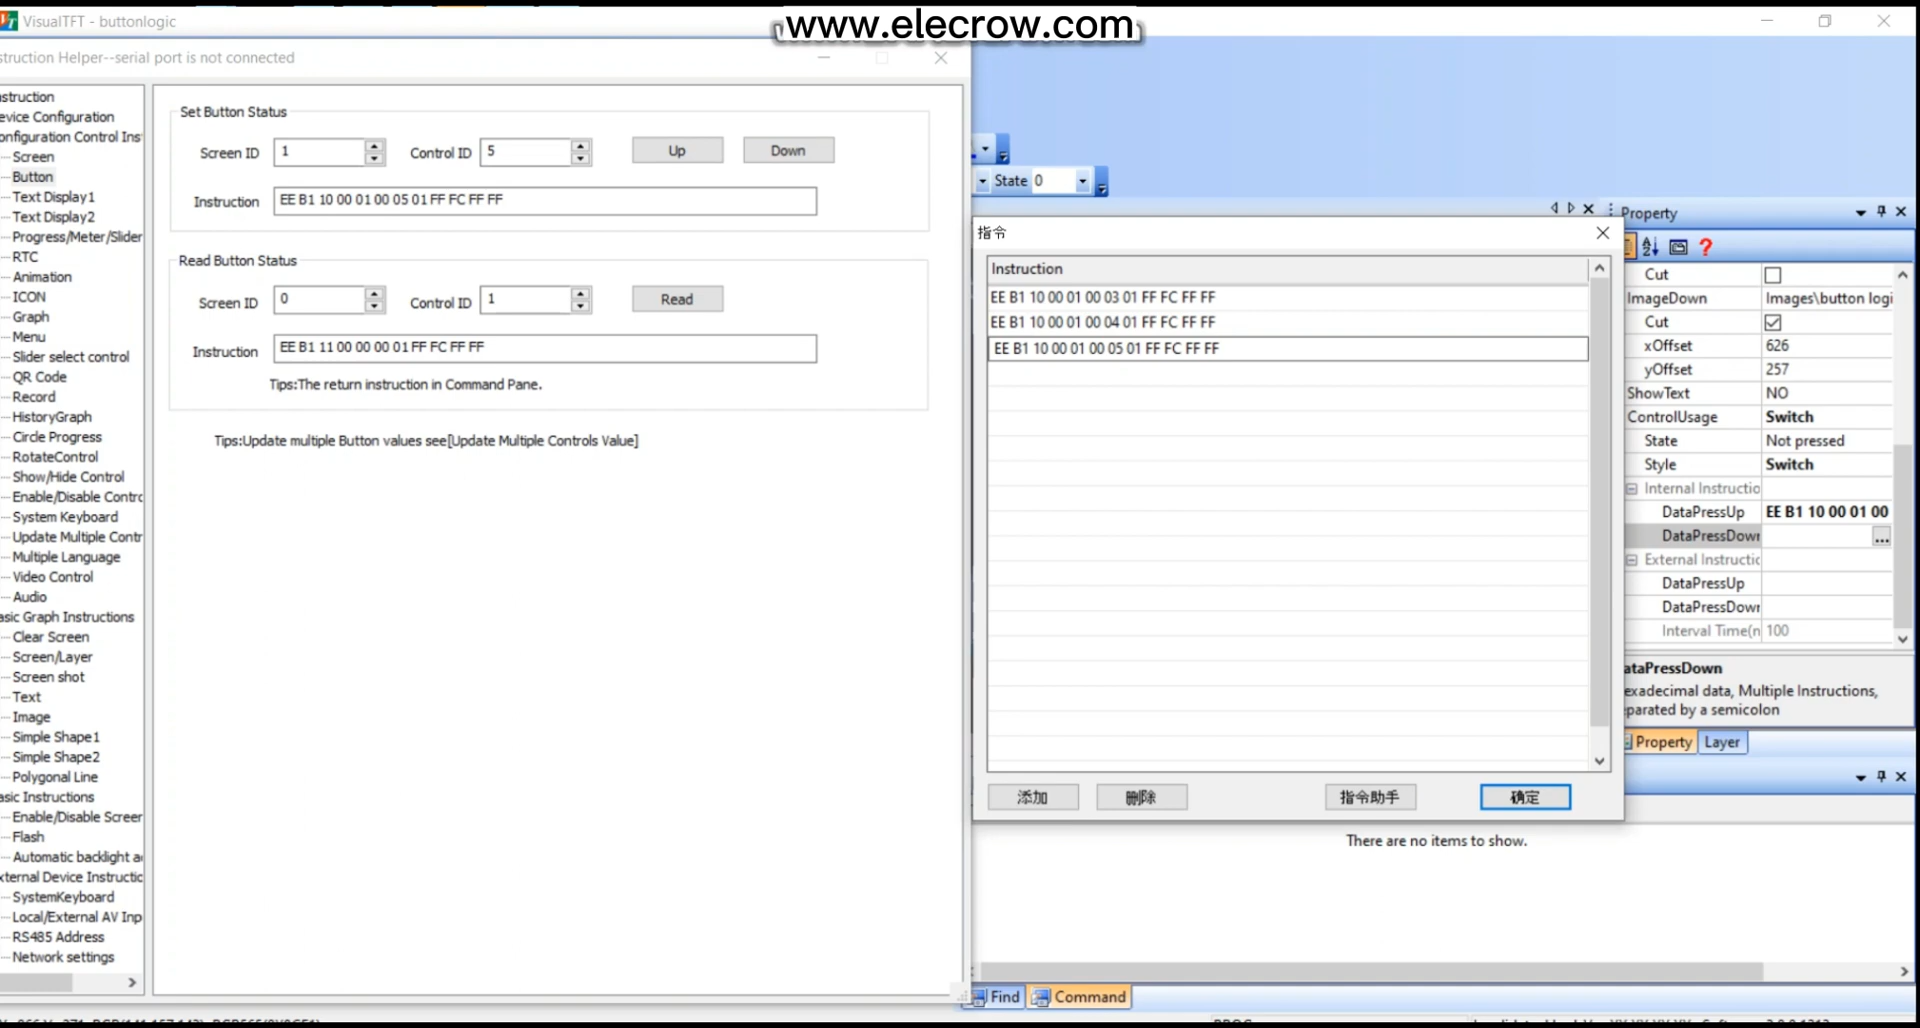 www.elecrow.com
VisualTFT - buttonlogic
struction Helper--serial port is not connected
struction
evice Configuration
onfiguration Control Ins
Screen
Button
Text Display1
Text Display2
Progress/Meter/Slider
RTC
Animation
ICON
Graph
Menu
Slider select control
QR Code
Record
HistoryGraph
Circle Progress
RotateControl
Show/Hide Control
Enable/Disable Contro
System Keyboard
Update Multiple Contr
Multiple Language
Video Control
Audio
asic Graph Instructions
Clear Screen
Screen/Layer
Screen shot
Text
Image
Simple Shape1
Simple Shape2
Polygonal Line
asic Instructions
Enable/Disable Screer
Flash
Automatic backlight a
xternal Device Instructic
SystemKeyboard
Local/External AV Inp
RS485 Address
Network settings
Set Button Status
Screen ID 1 Control ID 5 Up Down
Instruction EE B1 10 00 01 00 05 01 FF FC FF FF
Read Button Status
Screen ID 0 Control ID 1 Read
Instruction EE B1 11 00 00 00 01 FF FC FF FF
Tips:The return instruction in Command Pane.
Tips:Update multiple Button values see[Update Multiple Controls Value]
State 0
指令
Instruction
EE B1 10 00 01 00 03 01 FF FC FF FF
EE B1 10 00 01 00 04 01 FF FC FF FF
EE B1 10 00 01 00 05 01 FF FC FF FF
添加 删除 指令助手 确定
Property
Cut
ImageDown Images\button logi
Cut
xOffset 626
yOffset 257
ShowText NO
ControlUsage Switch
State Not pressed
Style Switch
Internal Instructio
DataPressUp EE B1 10 00 01 00
DataPressDowr ...
External Instructic
DataPressUp
DataPressDowr
Interval Time(n 100
ataPressDown
exadecimal data, Multiple Instructions,
eparated by a semicolon
Property Layer
There are no items to show.
Find Command